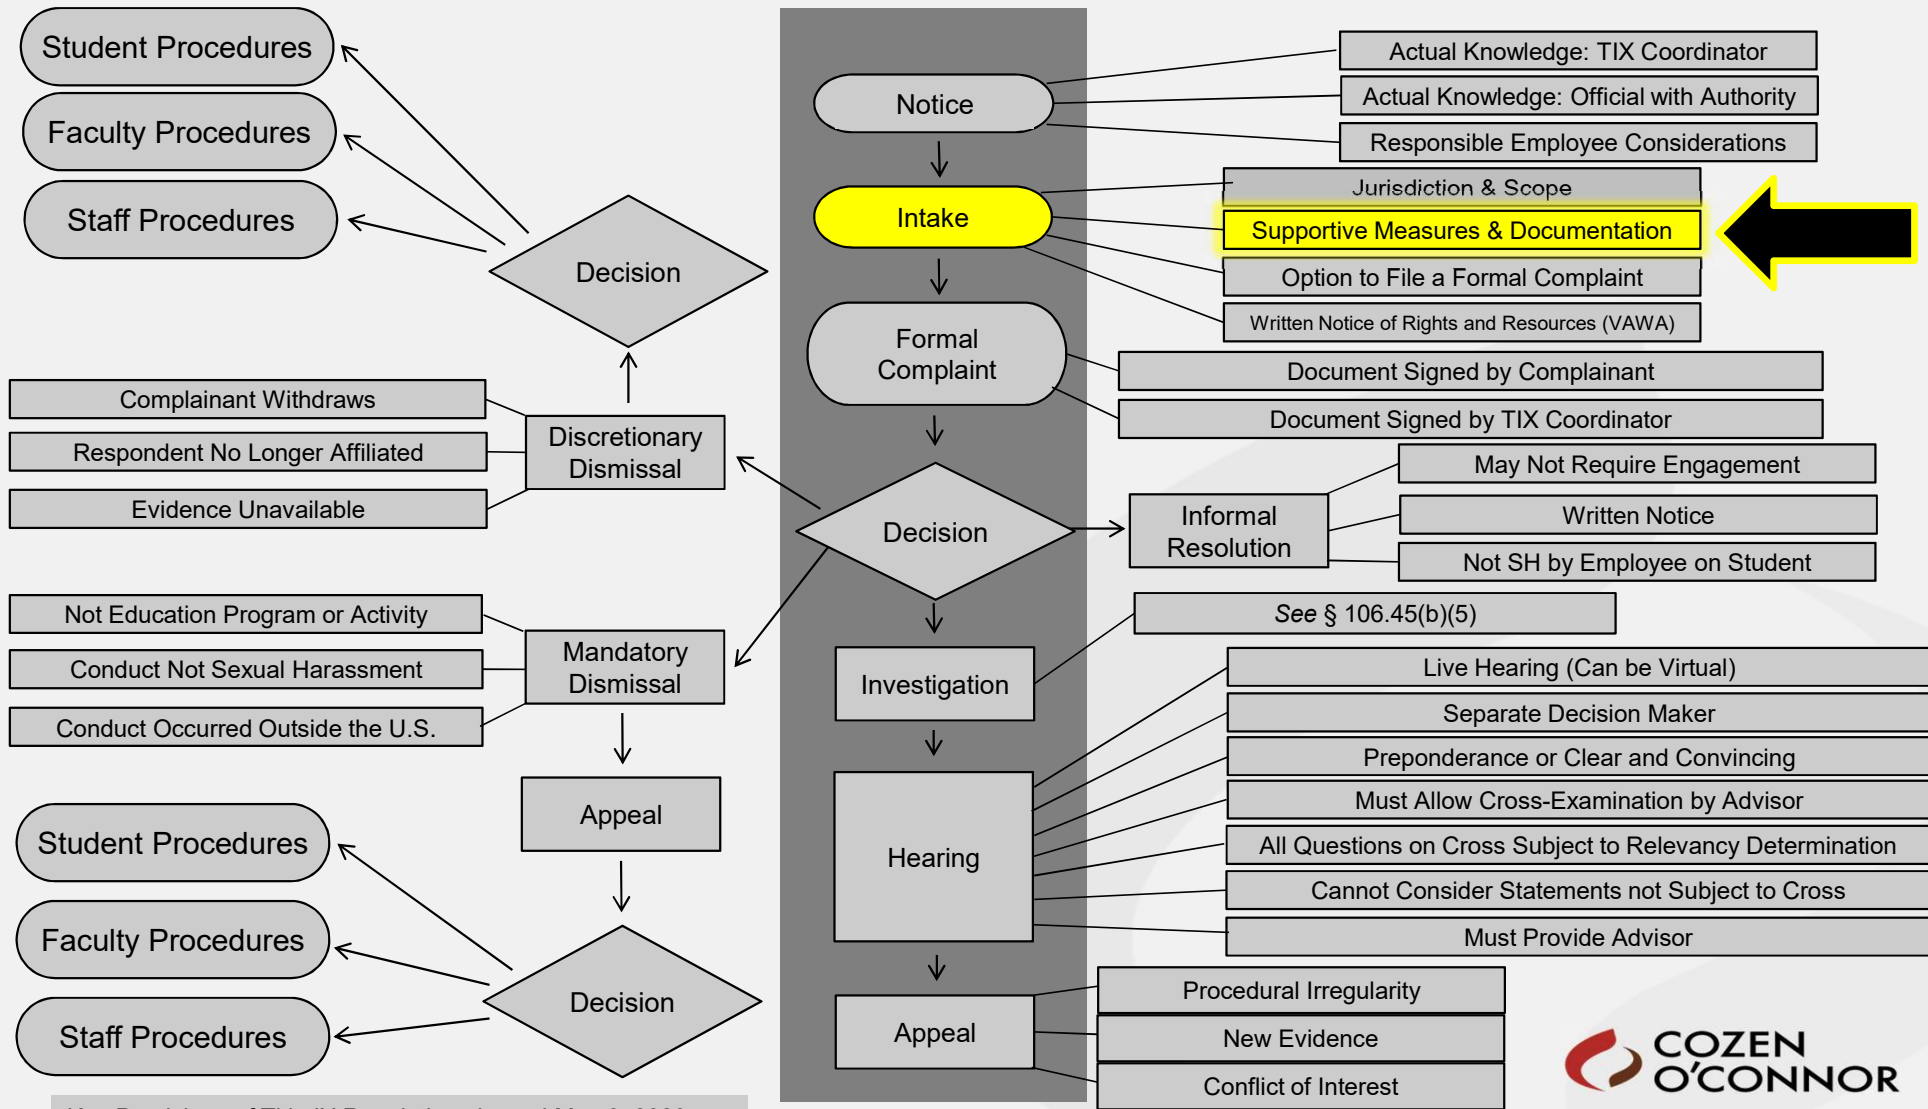 Student Procedures
Faculty Procedures
Staff Procedures
Decision
Complainant Withdraws
Respondent No Longer Affiliated
Evidence Unavailable
Discretionary
Dismissal
Not Education Program or Activity
Conduct Not Sexual Harassment
Conduct Occurred Outside the U.S.
Mandatory
Dismissal
Appeal
Student Procedures
Faculty Procedures
Staff Procedures
Decision
Notice
Intake
Formal
Complaint
Decision
Investigation
Hearing
Appeal
Actual Knowledge: TIX Coordinator
Actual Knowledge: Official with Authority
Responsible Employee Considerations
Jurisdiction & Scope
Supportive Measures & Documentation
Option to File a Formal Complaint
Written Notice of Rights and Resources (VAWA)
Document Signed by Complainant
Document Signed by TIX Coordinator
Informal
Resolution
May Not Require Engagement
Written Notice
Not SH by Employee on Student
See § 106.45(b)(5)
Live Hearing (Can be Virtual)
Separate Decision Maker
Preponderance or Clear and Convincing
Must Allow Cross-Examination by Advisor
All Questions on Cross Subject to Relevancy Determination
Cannot Consider Statements not Subject to Cross
Must Provide Advisor
Procedural Irregularity
New Evidence
Conflict of Interest
COZEN
O'CONNOR